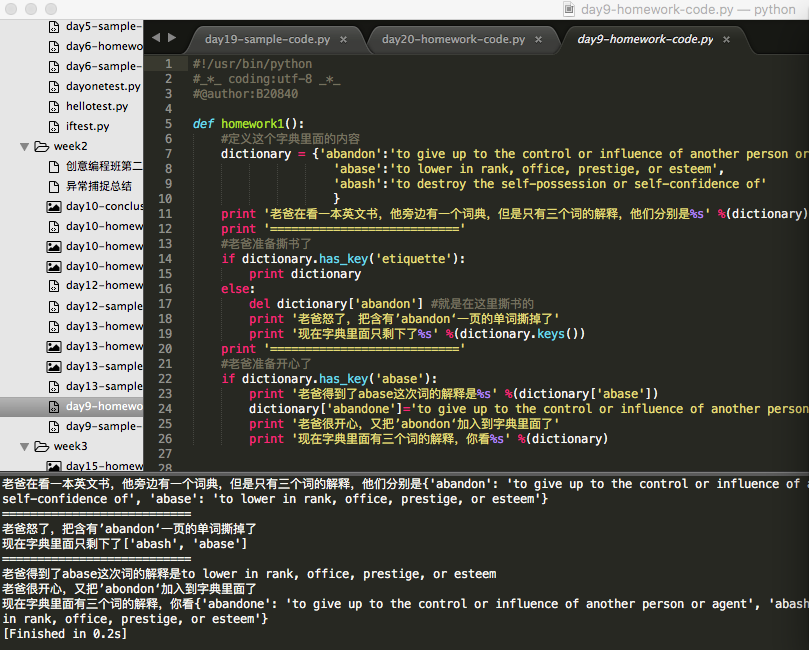 day9-homework-code.py — python
day5-sample-
day6-homewo
day6-sample-
dayonetest.py
hellotest.py
iftest.py
week2
创意编程班第二
异常捕捉总结
day10-conclus
day10-homew
day10-homew
day10-homew
day12-homew
day12-sample
day13-homew
day13-homew
day13-sample
day13-sample
day9-homewo
day9-sample-
week3
day15-homew
day19-sample-code.py ×
day20-homework-code.py ×
day9-homework-code.py ×
1 #!/usr/bin/python
2 #_*_ coding:utf-8 _*_
3 #@author:B20840
4
5 def homework1():
6 #定义这个字典里面的内容
7 dictionary = {'abandon':'to give up to the control or influence of another person or
8 'abase':'to lower in rank, office, prestige, or esteem',
9 'abash':'to destroy the self-possession or self-confidence of'
10 }
11 print '老爸在看一本英文书，他旁边有一个词典，但是只有三个词的解释，他们分别是%s' %(dictionary)
12 print '==========================='
13 #老爸准备撕书了
14 if dictionary.has_key('etiquette'):
15 print dictionary
16 else:
17 del dictionary['abandon'] #就是在这里撕书的
18 print '老爸怒了，把含有’abandon‘一页的单词撕掉了'
19 print '现在字典里面只剩下了%s' %(dictionary.keys())
20 print '==========================='
21 #老爸准备开心了
22 if dictionary.has_key('abase'):
23 print '老爸得到了abase这次词的解释是%s' %(dictionary['abase'])
24 dictionary['abandone']='to give up to the control or influence of another person
25 print '老爸很开心，又把’abondon‘加入到字典里面了'
26 print '现在字典里面有三个词的解释，你看%s' %(dictionary)
27
28
老爸在看一本英文书，他旁边有一个词典，但是只有三个词的解释，他们分别是{'abandon': 'to give up to the control or influence of a
self-confidence of', 'abase': 'to lower in rank, office, prestige, or esteem'}
===========================
老爸怒了，把含有’abandon‘一页的单词撕掉了
现在字典里面只剩下了['abash', 'abase']
===========================
老爸得到了abase这次词的解释是to lower in rank, office, prestige, or esteem
老爸很开心，又把’abondon‘加入到字典里面了
现在字典里面有三个词的解释，你看{'abandone': 'to give up to the control or influence of another person or agent', 'abash
in rank, office, prestige, or esteem'}
[Finished in 0.2s]